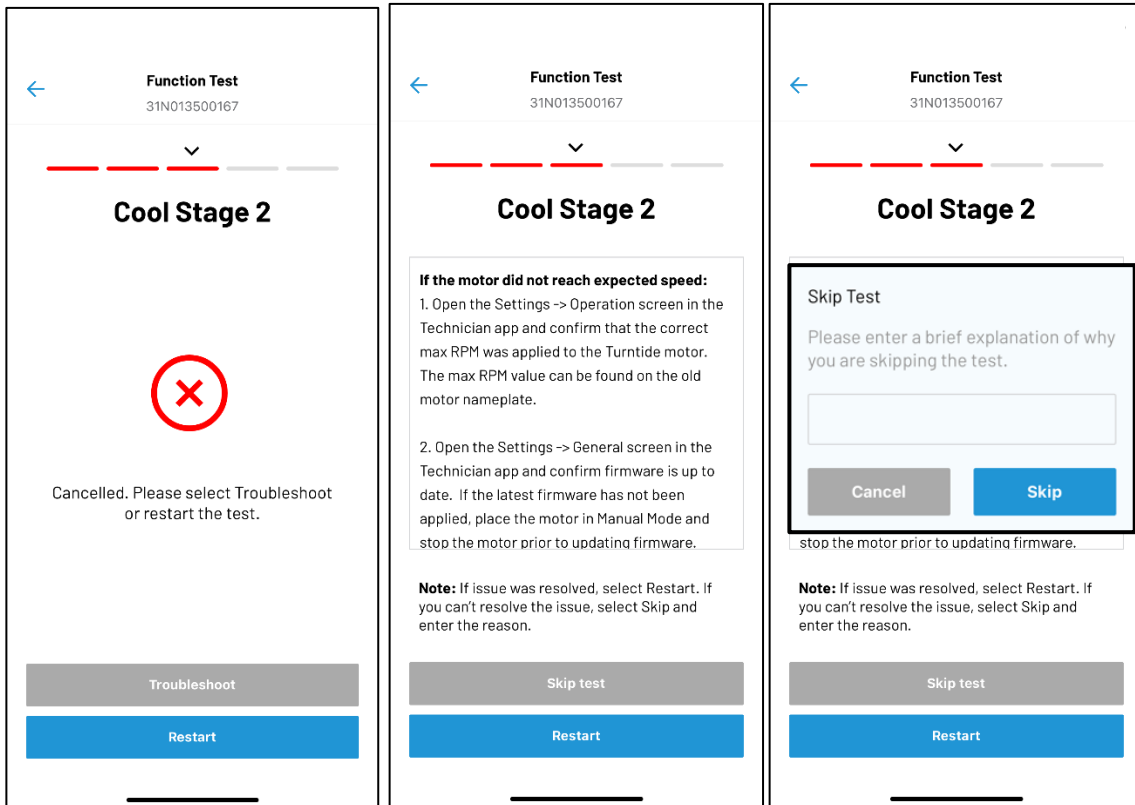 Function Test
31N013500167
Cool Stage 2
Cancelled. Please select Troubleshoot
or restart the test.
Troubleshoot
Restart
Function Test
31N013500167
Cool Stage 2
If the motor did not reach expected speed:
1. Open the Settings -> Operation screen in the
Technician app and confirm that the correct
max RPM was applied to the Turntide motor.
The max RPM value can be found on the old
motor nameplate.
2. Open the Settings -> General screen in the
Technician app and confirm firmware is up to
date. If the latest firmware has not been
applied, place the motor in Manual Mode and
stop the motor prior to updating firmware.
Note: If issue was resolved, select Restart. If
you can't resolve the issue, select Skip and
enter the reason.
Skip test
Restart
Function Test
31N013500167
Cool Stage 2
Skip Test
Please enter a brief explanation of why
you are skipping the test.
Cancel
Skip
stop the motor prior to updating firmware.
Note: If issue was resolved, select Restart. If
you can't resolve the issue, select Skip and
enter the reason.
Skip test
Restart